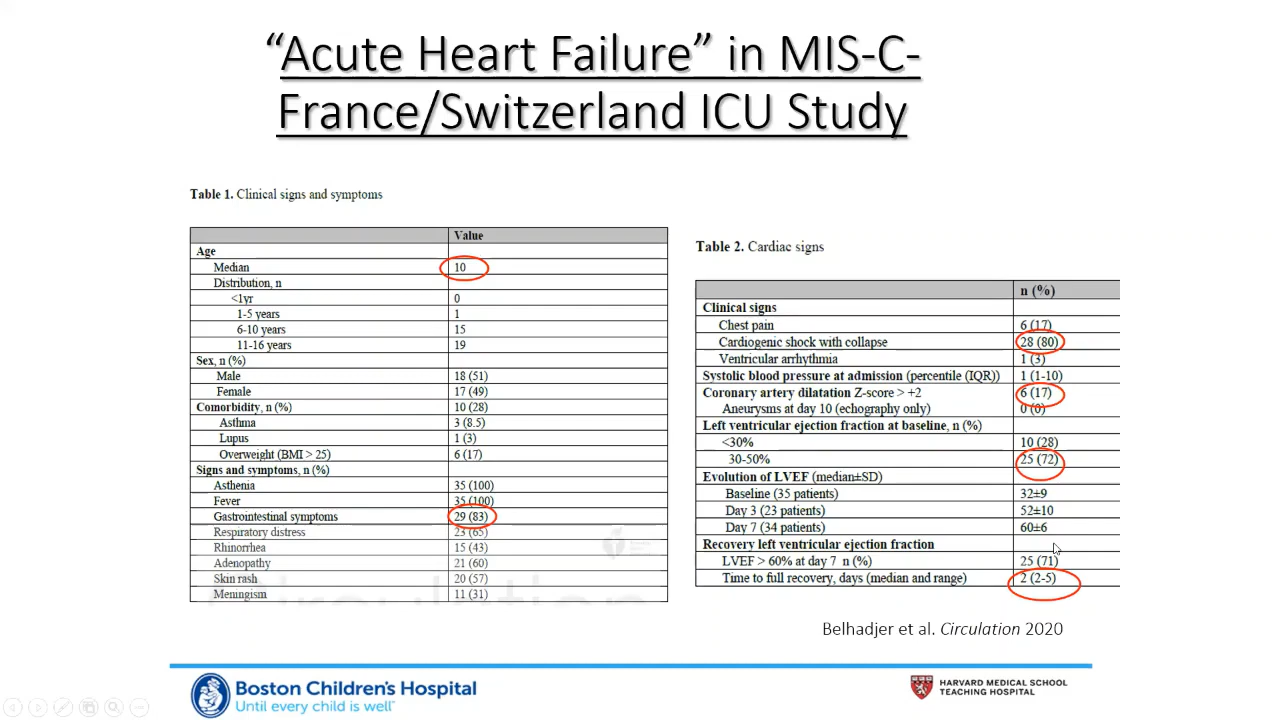 “Acute Heart Failure” in MIS-C-
France/Switzerland ICU Study
Table 1. Clinical signs and symptoms
Value
Age
Median 10
Distribution, n
<1yr 0
1-5 years 1
6-10 years 15
11-16 years 19
Sex, n (%)
Male 18 (51)
Female 17 (49)
Comorbidity, n (%) 10 (28)
Asthma 3 (8.5)
Lupus 1 (3)
Overweight (BMI > 25) 6 (17)
Signs and symptoms, n (%)
Asthenia 35 (100)
Fever 35 (100)
Gastrointestinal symptoms 29 (83)
Respiratory distress 23 (65)
Rhinorrhea 15 (43)
Adenopathy 21 (60)
Skin rash 20 (57)
Meningism 11 (31)
Table 2. Cardiac signs
n (%)
Clinical signs
Chest pain 6 (17)
Cardiogenic shock with collapse 28 (80)
Ventricular arrhythmia 1 (3)
Systolic blood pressure at admission (percentile (IQR)) 1 (1-10)
Coronary artery dilatation Z-score > +2 6 (17)
Aneurysms at day 10 (echography only) 0 (0)
Left ventricular ejection fraction at baseline, n (%)
<30% 10 (28)
30-50% 25 (72)
Evolution of LVEF (median±SD)
Baseline (35 patients) 32±9
Day 3 (23 patients) 52±10
Day 7 (34 patients) 60±6
Recovery left ventricular ejection fraction
LVEF > 60% at day 7 n (%) 25 (71)
Time to full recovery, days (median and range) 2 (2-5)
Belhadjer et al. Circulation 2020
Boston Children's Hospital
Until every child is well™
HARVARD MEDICAL SCHOOL
TEACHING HOSPITAL